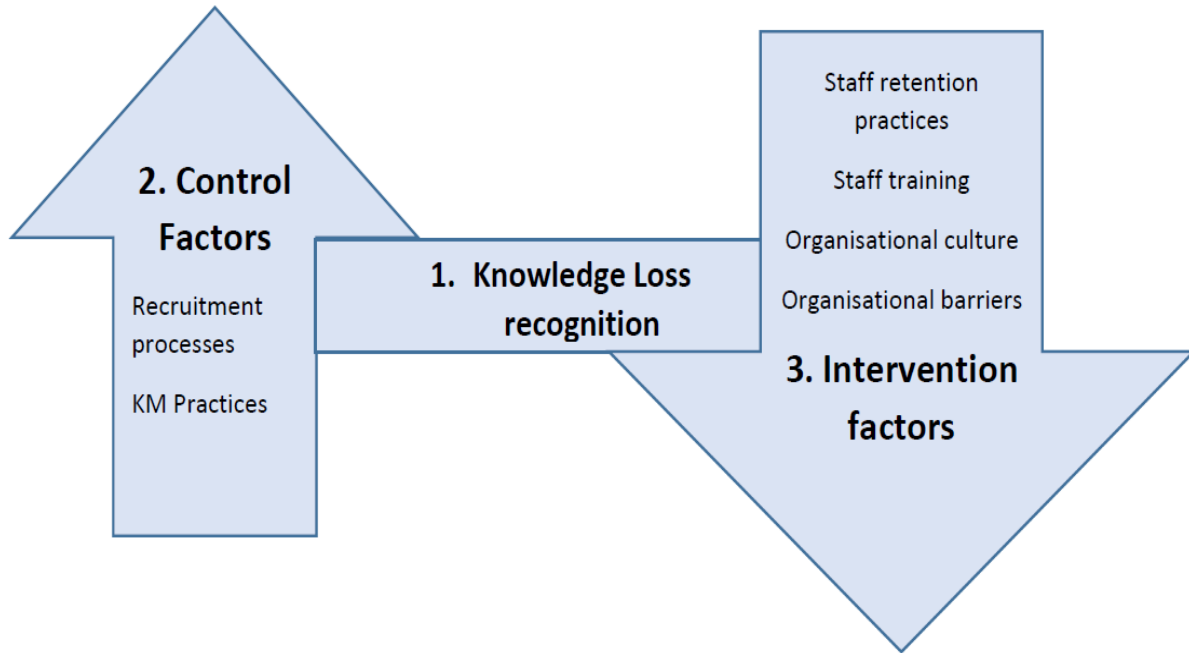 2. Control
Factors
Recruitment
processes
KM Practices
1. Knowledge Loss
recognition
Staff retention
practices
Staff training
Organisational culture
Organisational barriers
3. Intervention
factors